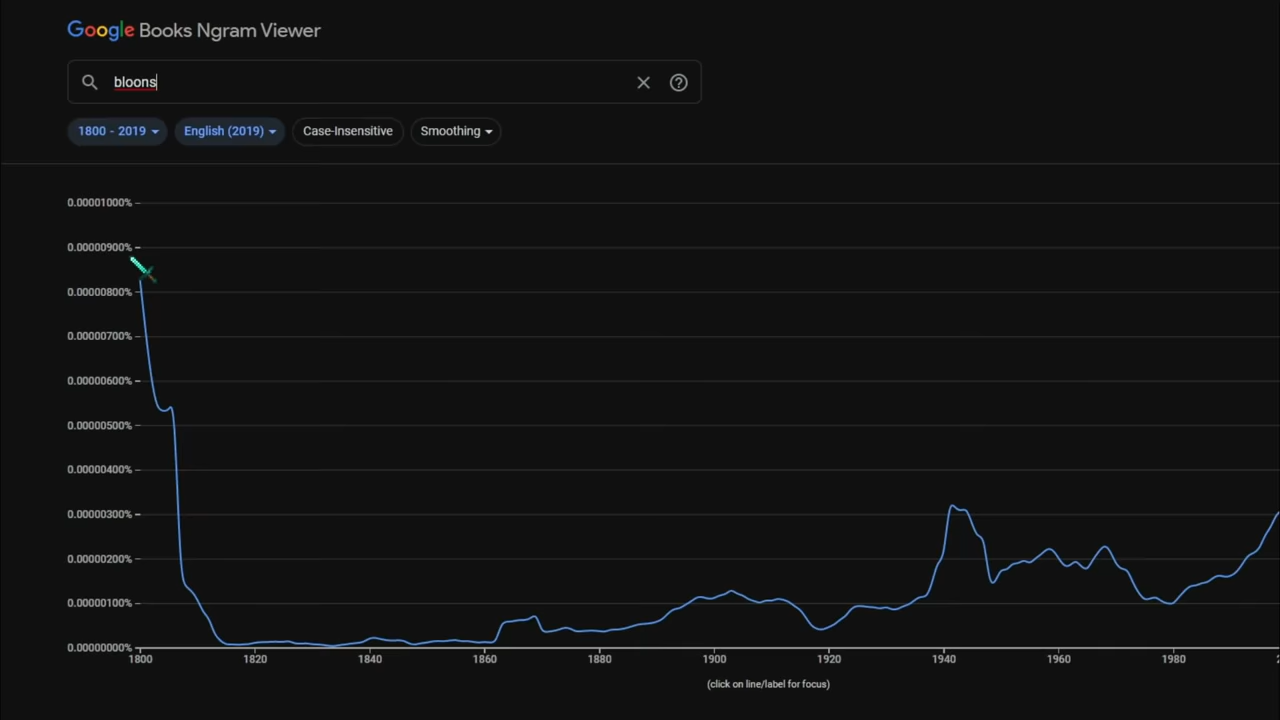 Google Books Ngram Viewer
bloons
1800 - 2019 English (2019) Case-Insensitive Smoothing
0.00001000%
0.00000900%
0.00000800%
0.00000700%
0.00000600%
0.00000500%
0.00000400%
0.00000300%
0.00000200%
0.00000100%
0.00000000%
1800 1820 1840 1860 1880 1900 1920 1940 1960 1980
(click on line/label for focus)